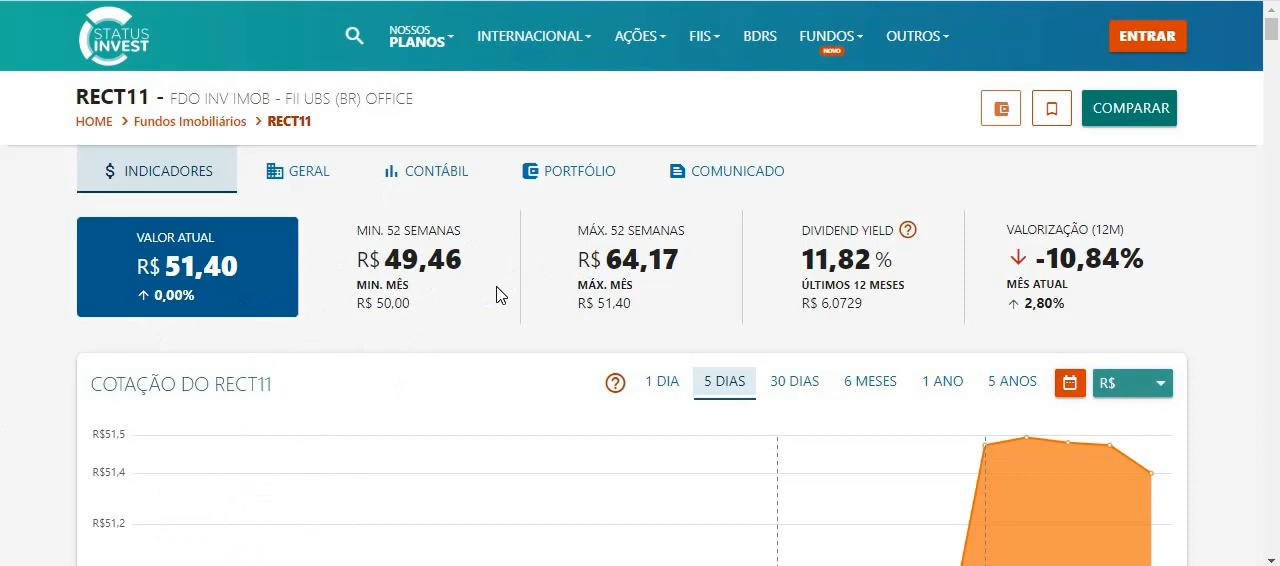 STATUS
INVEST
NOSSOS
PLANOS
INTERNACIONAL
AÇÕES
FIIS
BDRS
FUNDOS
NOVO
OUTROS
ENTRAR
RECT11 - FDO INV IMOB - FII UBS (BR) OFFICE
HOME > Fundos Imobiliários > RECT11
COMPARAR
INDICADORES
GERAL
CONTÁBIL
PORTFÓLIO
COMUNICADO
VALOR ATUAL
R$ 51,40
↑ 0,00%
MIN. 52 SEMANAS
R$ 49,46
MIN. MÊS
R$ 50,00
MÁX. 52 SEMANAS
R$ 64,17
MÁX. MÊS
R$ 51,40
DIVIDEND YIELD ?
11,82 %
ÚLTIMOS 12 MESES
R$ 6,0729
VALORIZAÇÃO (12M)
↓ -10,84%
MÊS ATUAL
↑ 2,80%
COTAÇÃO DO RECT11
?
1 DIA
5 DIAS
30 DIAS
6 MESES
1 ANO
5 ANOS
R$
R$51,5
R$51,4
R$51,2